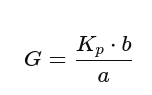 G = \frac{K_p \cdot b}{a}